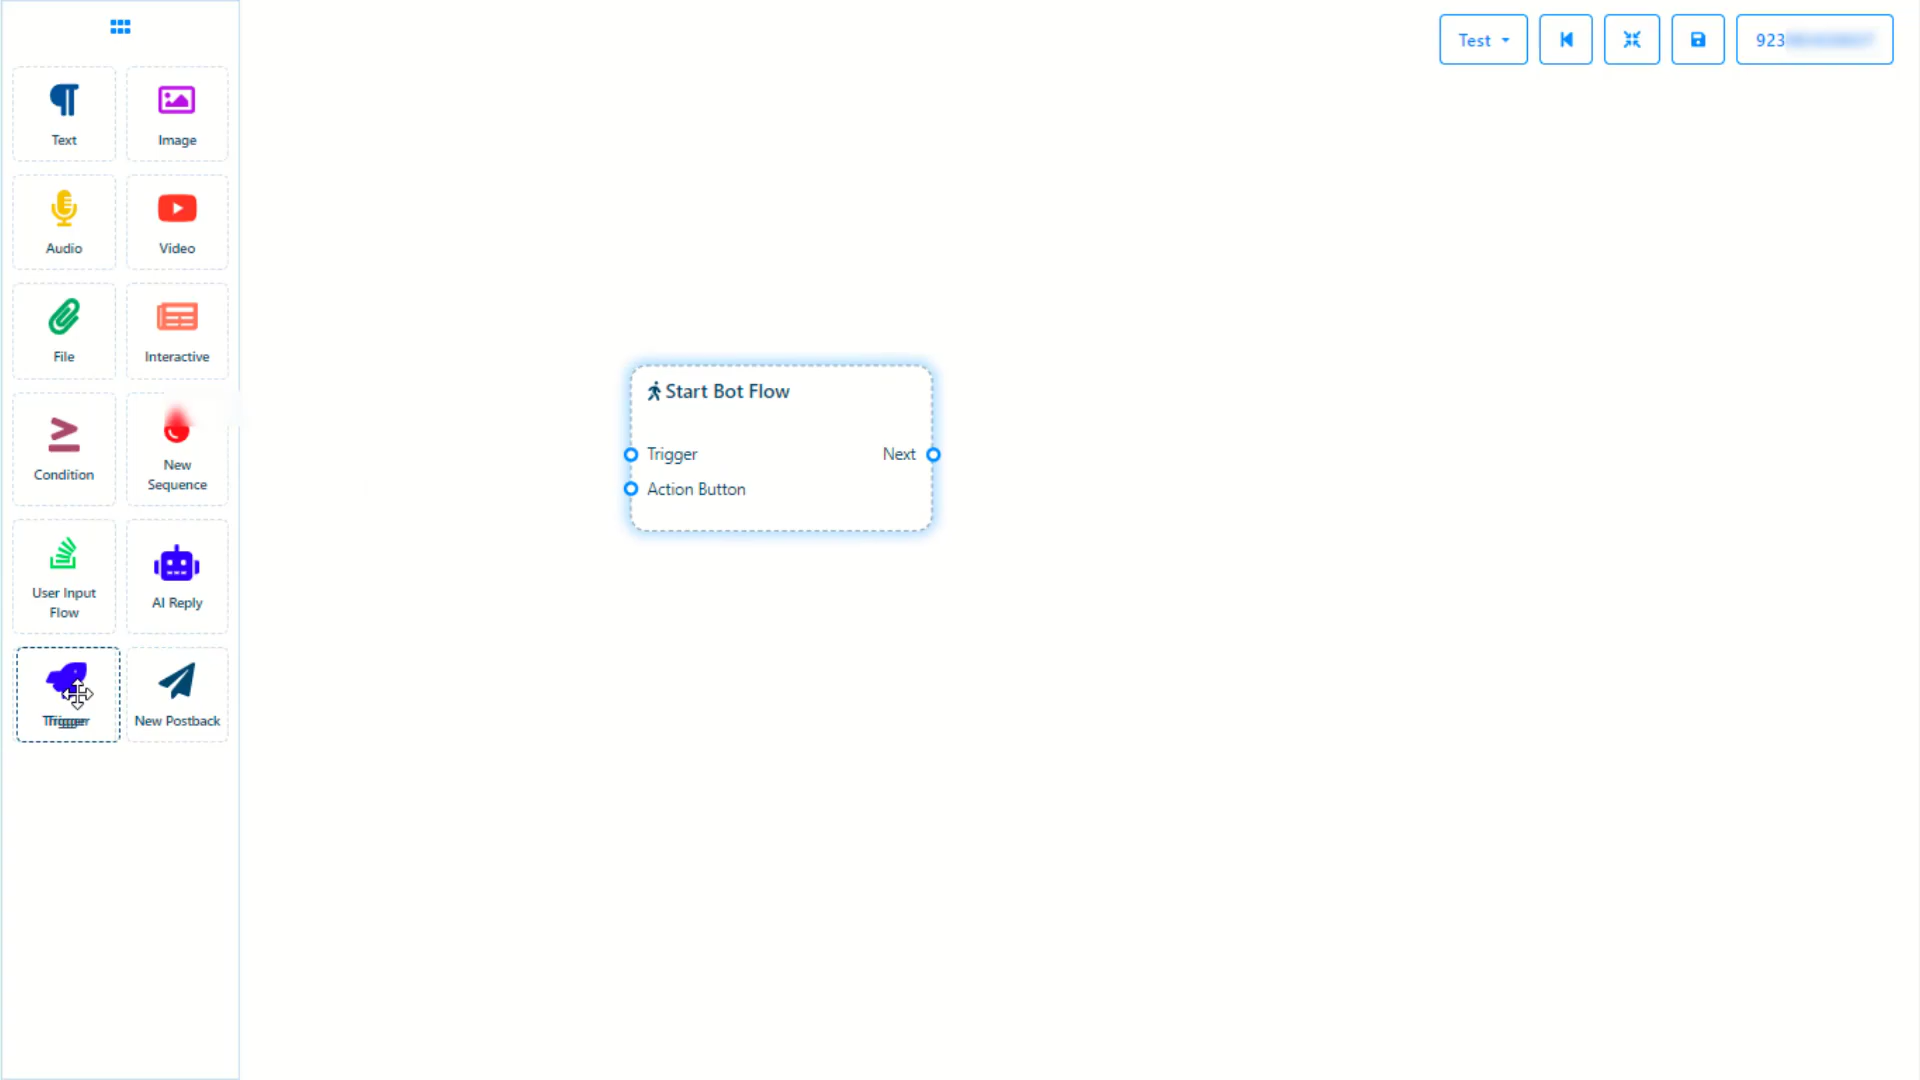 Test
923
Text
Image
Audio
Video
File
Interactive
Condition
New
Sequence
User Input
Flow
AI Reply
Trigger
New Postback
Start Bot Flow
Trigger
Next
Action Button